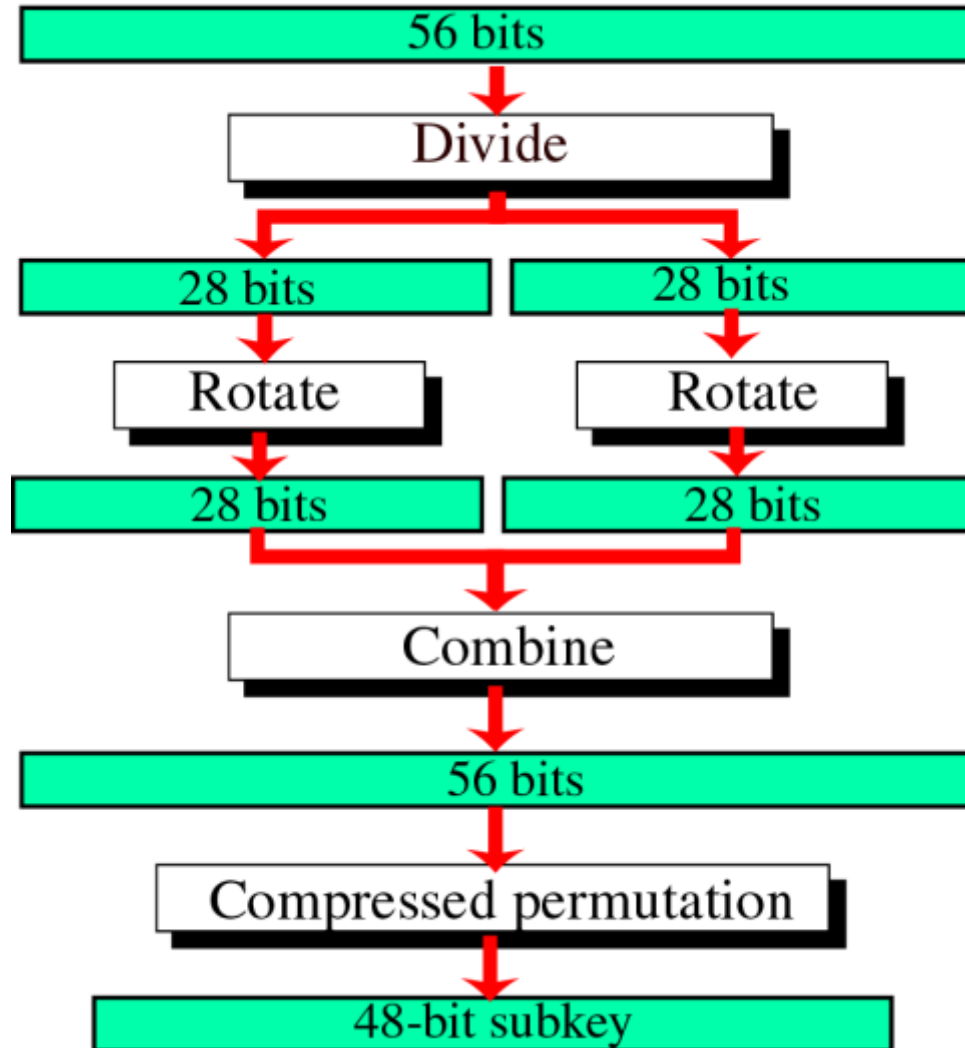 56 bits
Divide
28 bits
28 bits
Rotate
Rotate
28 bits
28 bits
Combine
56 bits
Compressed permutation
48-bit subkey